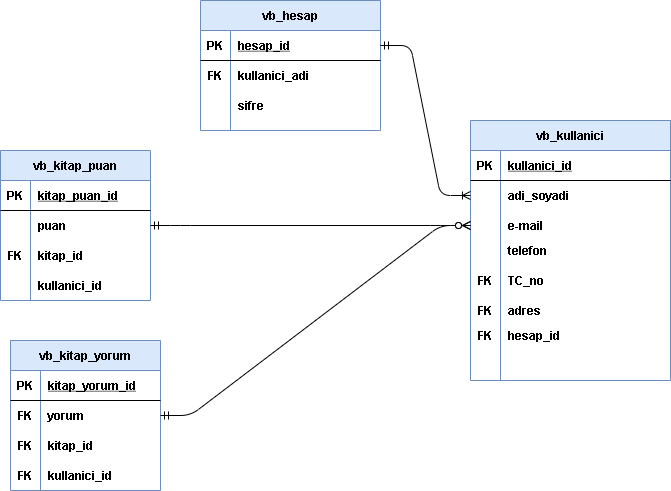 vb_hesap
PK hesap_id
FK kullanici_adi
sifre
vb_kullanici
PK kullanici_id
adi_soyadi
e-mail
telefon
FK TC_no
FK adres
FK hesap_id
vb_kitap_puan
PK kitap_puan_id
puan
FK kitap_id
kullanici_id
vb_kitap_yorum
PK kitap_yorum_id
FK yorum
FK kitap_id
FK kullanici_id